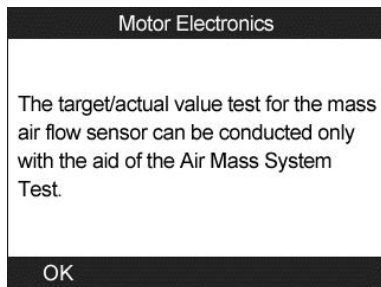 Motor Electronics
The target/actual value test for the mass
air flow sensor can be conducted only
with the aid of the Air Mass System
Test.
OK